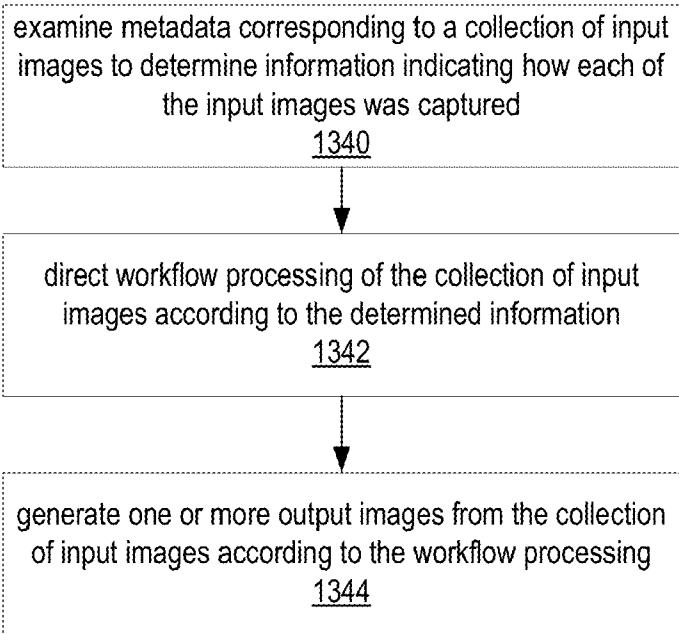 examine metadata corresponding to a collection of input
images to determine information indicating how each of
the input images was captured
1340
direct workflow processing of the collection of input
images according to the determined information
1342
generate one or more output images from the collection
of input images according to the workflow processing
1344